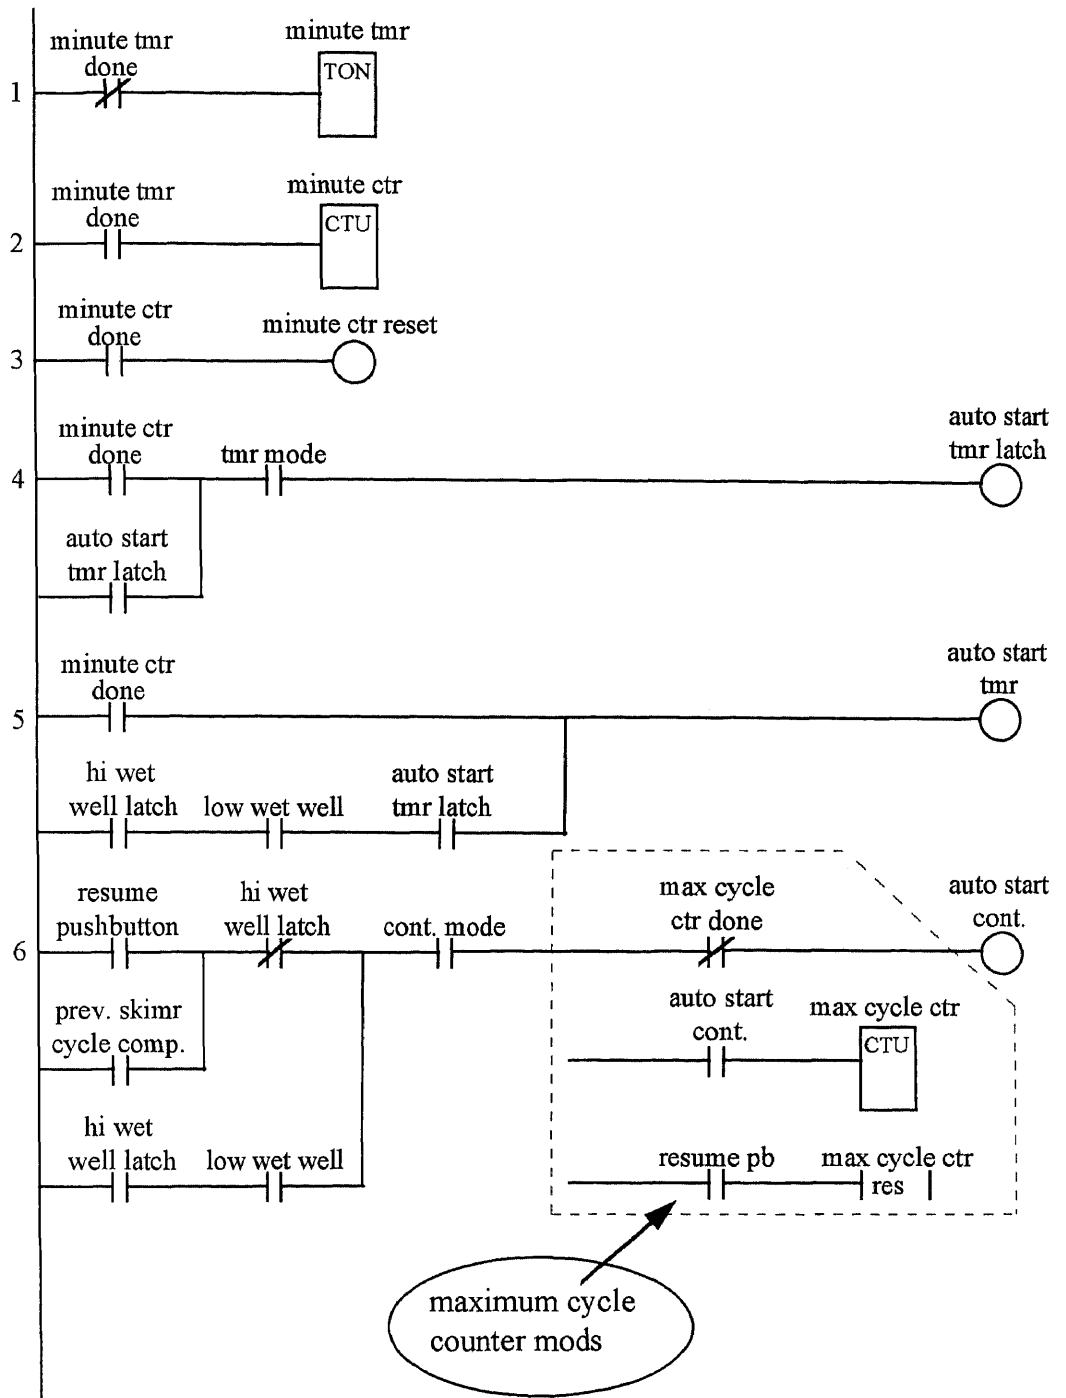 minute tmr
done
minute tmr
TON
1
minute tmr
done
minute ctr
CTU
2
minute ctr
done
minute ctr reset
3
minute ctr
done
tmr mode
auto start
tmr latch
4
auto start
tmr latch
minute ctr
done
auto start
tmr
5
hi wet
well latch
low wet well
auto start
tmr latch
resume
pushbutton
hi wet
well latch
cont. mode
max cycle
ctr done
auto start
cont.
6
prev. skimr
cycle comp.
auto start
cont.
max cycle ctr
CTU
hi wet
well latch
low wet well
resume pb
max cycle ctr
res
maximum cycle
counter mods